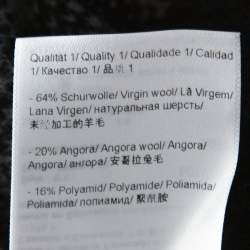 Qualität 1/ Quality 1/ Qualidade 1/ Calidad
1/ Качество 1/ 品质 1
- 64% Schurwolle/ Virgin wool/ Lã Virgem/
Lana Virgen/ натуральная шерсть/
未经加工的羊毛
- 20% Angora/ Angora wool/ Angora/
Angora/ ангора/ 安哥拉兔毛
- 16% Polyamid/ Polyamide/ Poliamida/
Poliamida/ полиамид/ 聚酰胺